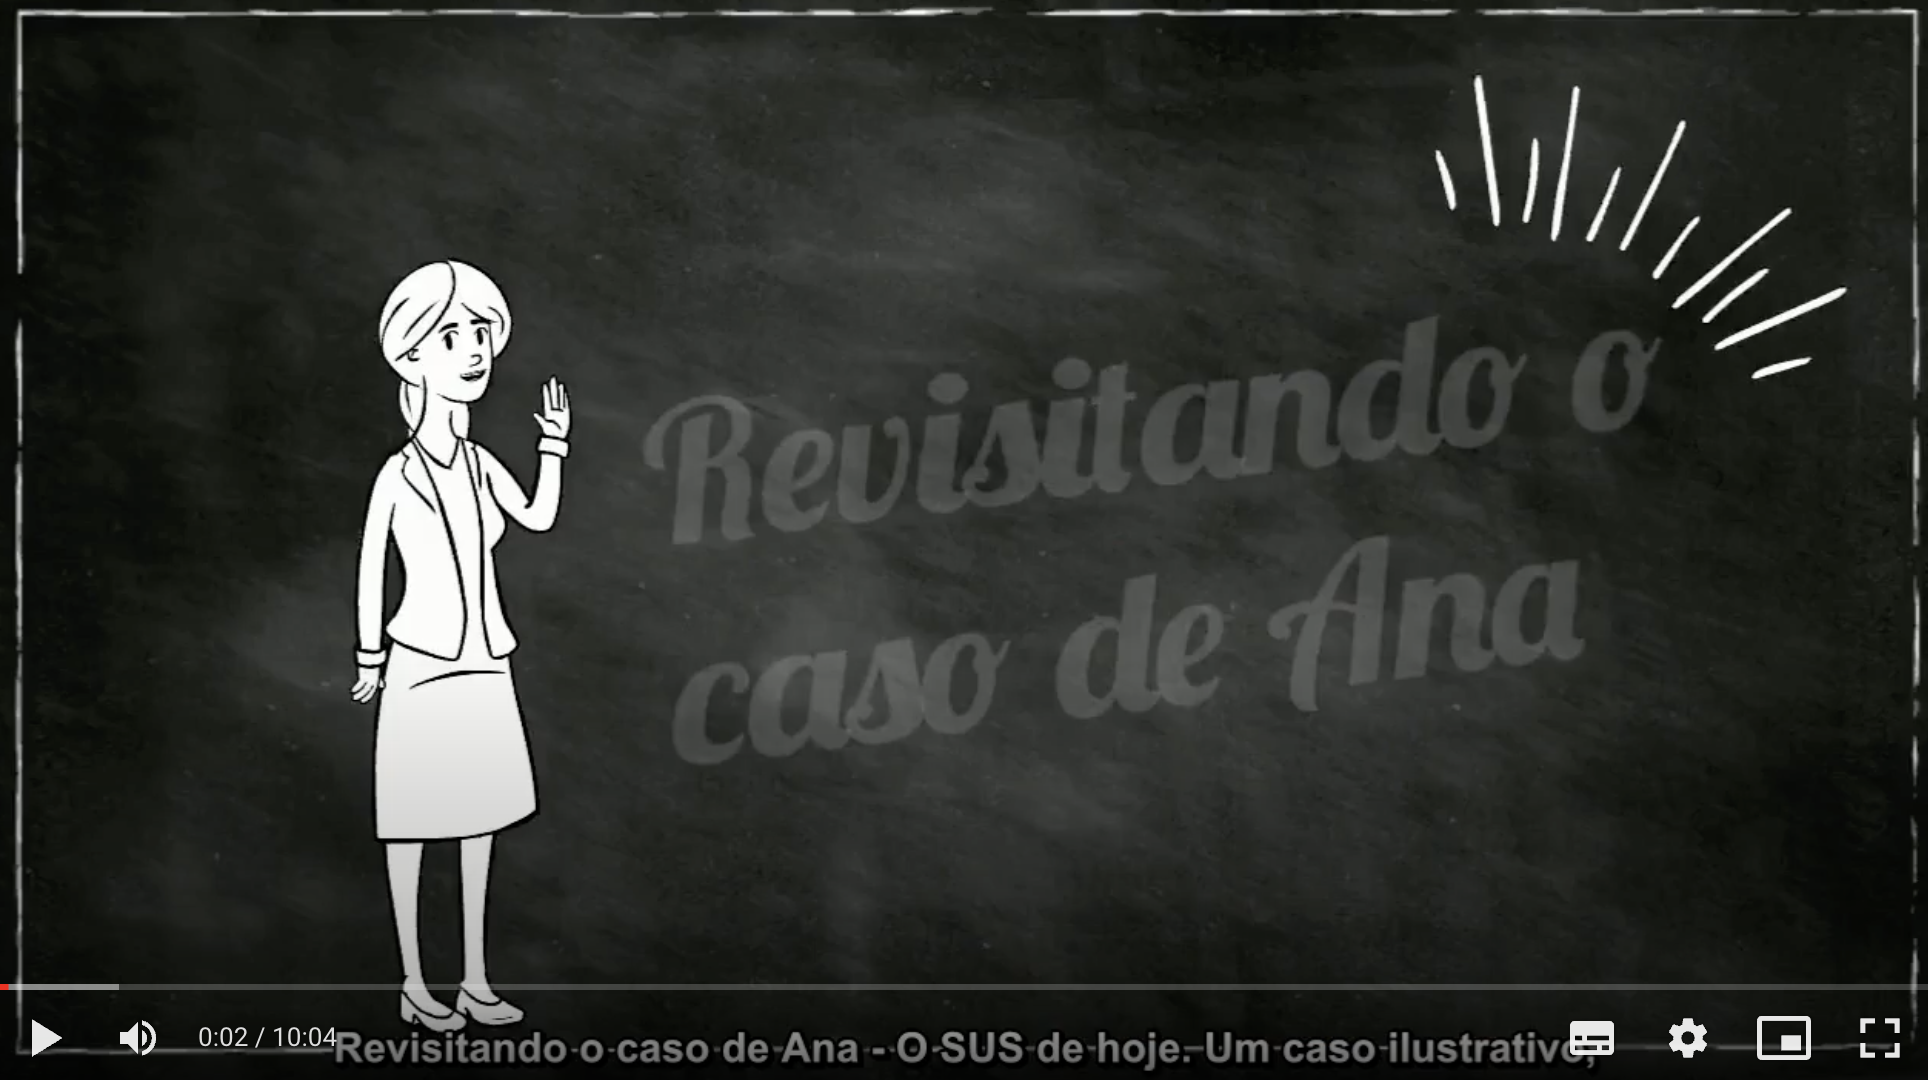 Revisitando o
caso de Ana
0:02 / 10:04
Revisitando o caso de Ana - O SUS de hoje. Um caso ilustrativo,